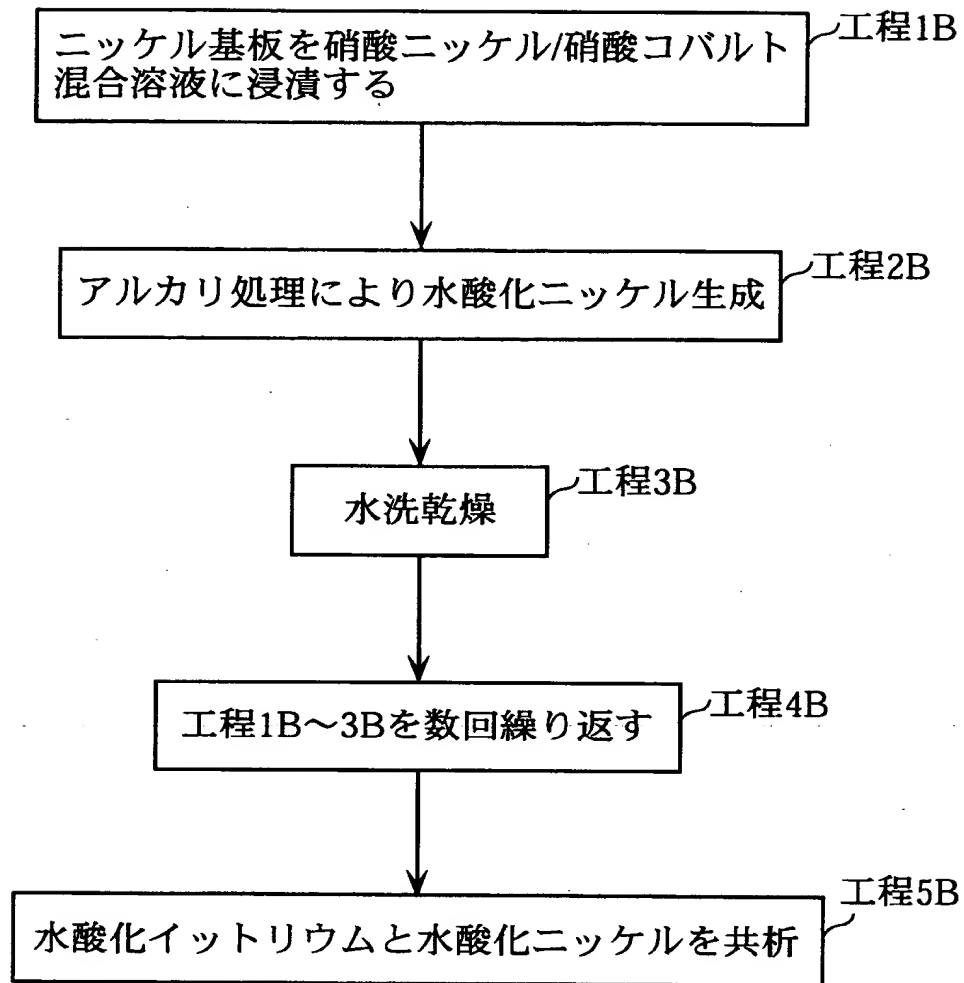 ニッケル基板を硝酸ニッケル/硝酸コバルト
混合溶液に浸漬する
工程1B
アルカリ処理により水酸化ニッケル生成
工程2B
水洗乾燥
工程3B
工程1B～3Bを数回繰り返す
工程4B
水酸化イットリウムと水酸化ニッケルを共析
工程5B